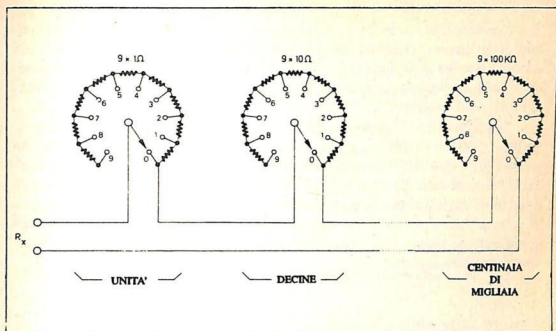 9 × 1Ω
9 × 10Ω
9 × 100KΩ
5 4
6 3
7 2
8 1
9 0
5 4
6 3
7 2
8 1
9 0
5 4
6 3
7 2
8 1
9 0
Rx
UNITA'
DECINE
CENTINAIA
DI
MIGLIAIA